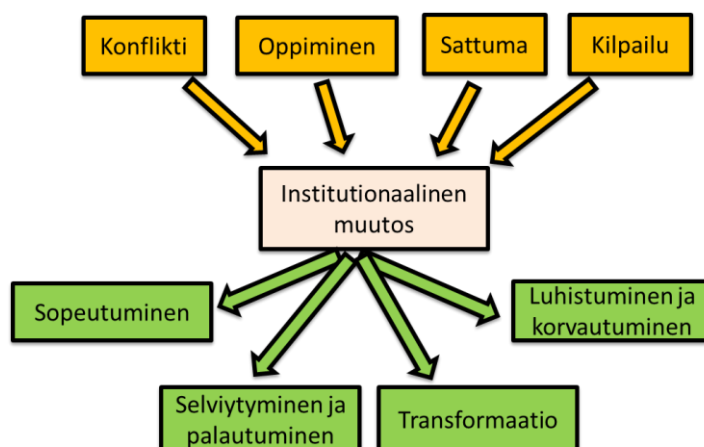 Konflikti
Oppiminen
Sattuma
Kilpailu
Institutionaalinen
muutos
Sopeutuminen
Luhistuminen ja
korvautuminen
Selviytyminen ja
palautuminen
Transformaatio